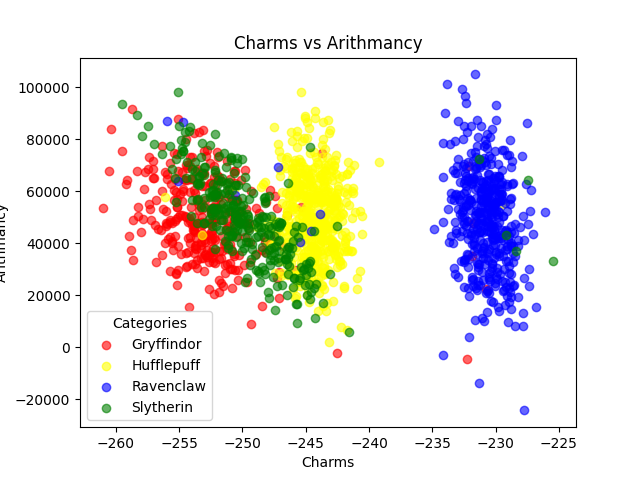 Charms vs Arithmancy
100000
80000
60000
40000
20000
0
−20000
Arithmancy
Categories
Gryffindor
Hufflepuff
Ravenclaw
Slytherin
−260 −255 −250 −245 −240 −235 −230 −225
Charms